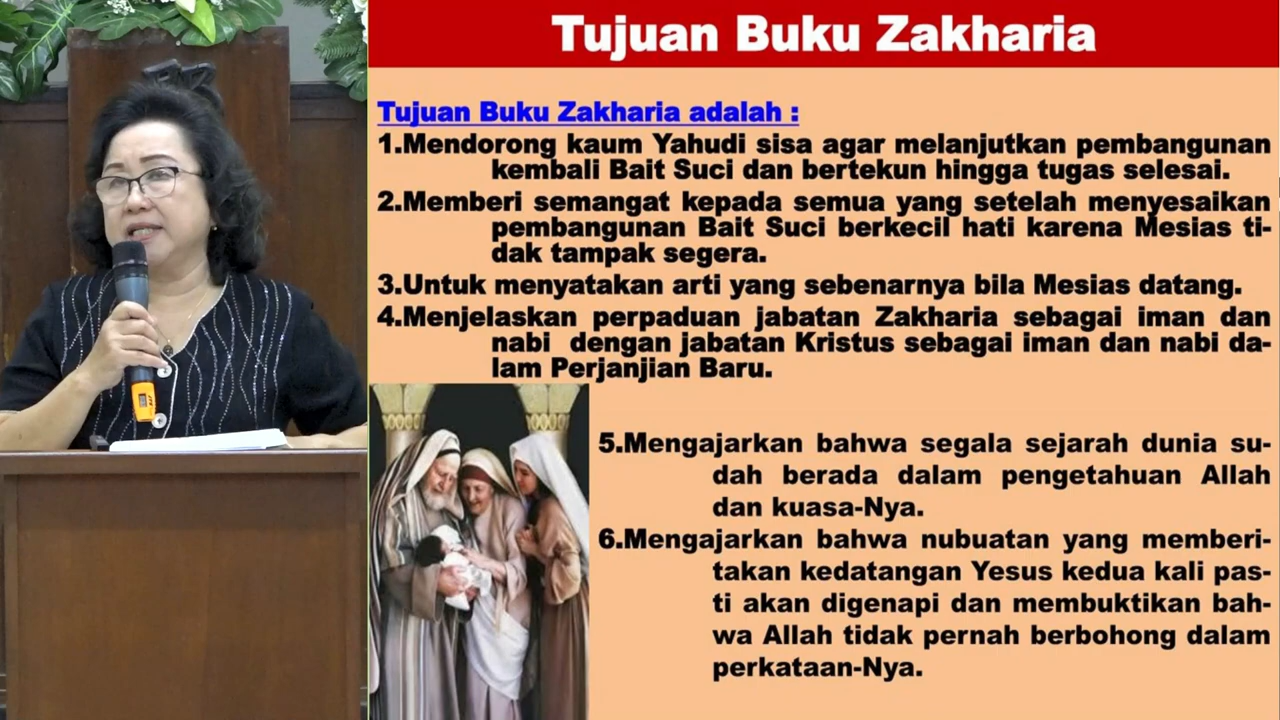 Tujuan Buku Zakharia
Tujuan Buku Zakharia adalah :
1.Mendorong kaum Yahudi sisa agar melanjutkan pembangunan
kembali Bait Suci dan bertekun hingga tugas selesai.
2.Memberi semangat kepada semua yang setelah menyesaikan
pembangunan Bait Suci berkecil hati karena Mesias ti-
dak tampak segera.
3.Untuk menyatakan arti yang sebenarnya bila Mesias datang.
4.Menjelaskan perpaduan jabatan Zakharia sebagai iman dan
nabi dengan jabatan Kristus sebagai iman dan nabi da-
lam Perjanjian Baru.
5.Mengajarkan bahwa segala sejarah dunia su-
dah berada dalam pengetahuan Allah
dan kuasa-Nya.
6.Mengajarkan bahwa nubuatan yang memberi-
takan kedatangan Yesus kedua kali pas-
ti akan digenapi dan membuktikan bah-
wa Allah tidak pernah berbohong dalam
perkataan-Nya.